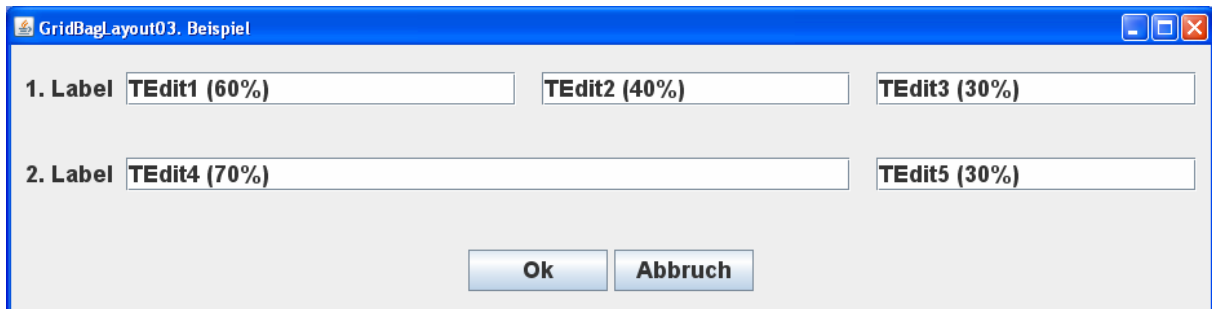 GridBagLayout03. Beispiel
1. Label TEdit1 (60%) TEdit2 (40%) TEdit3 (30%)
2. Label TEdit4 (70%) TEdit5 (30%)
Ok Abbruch